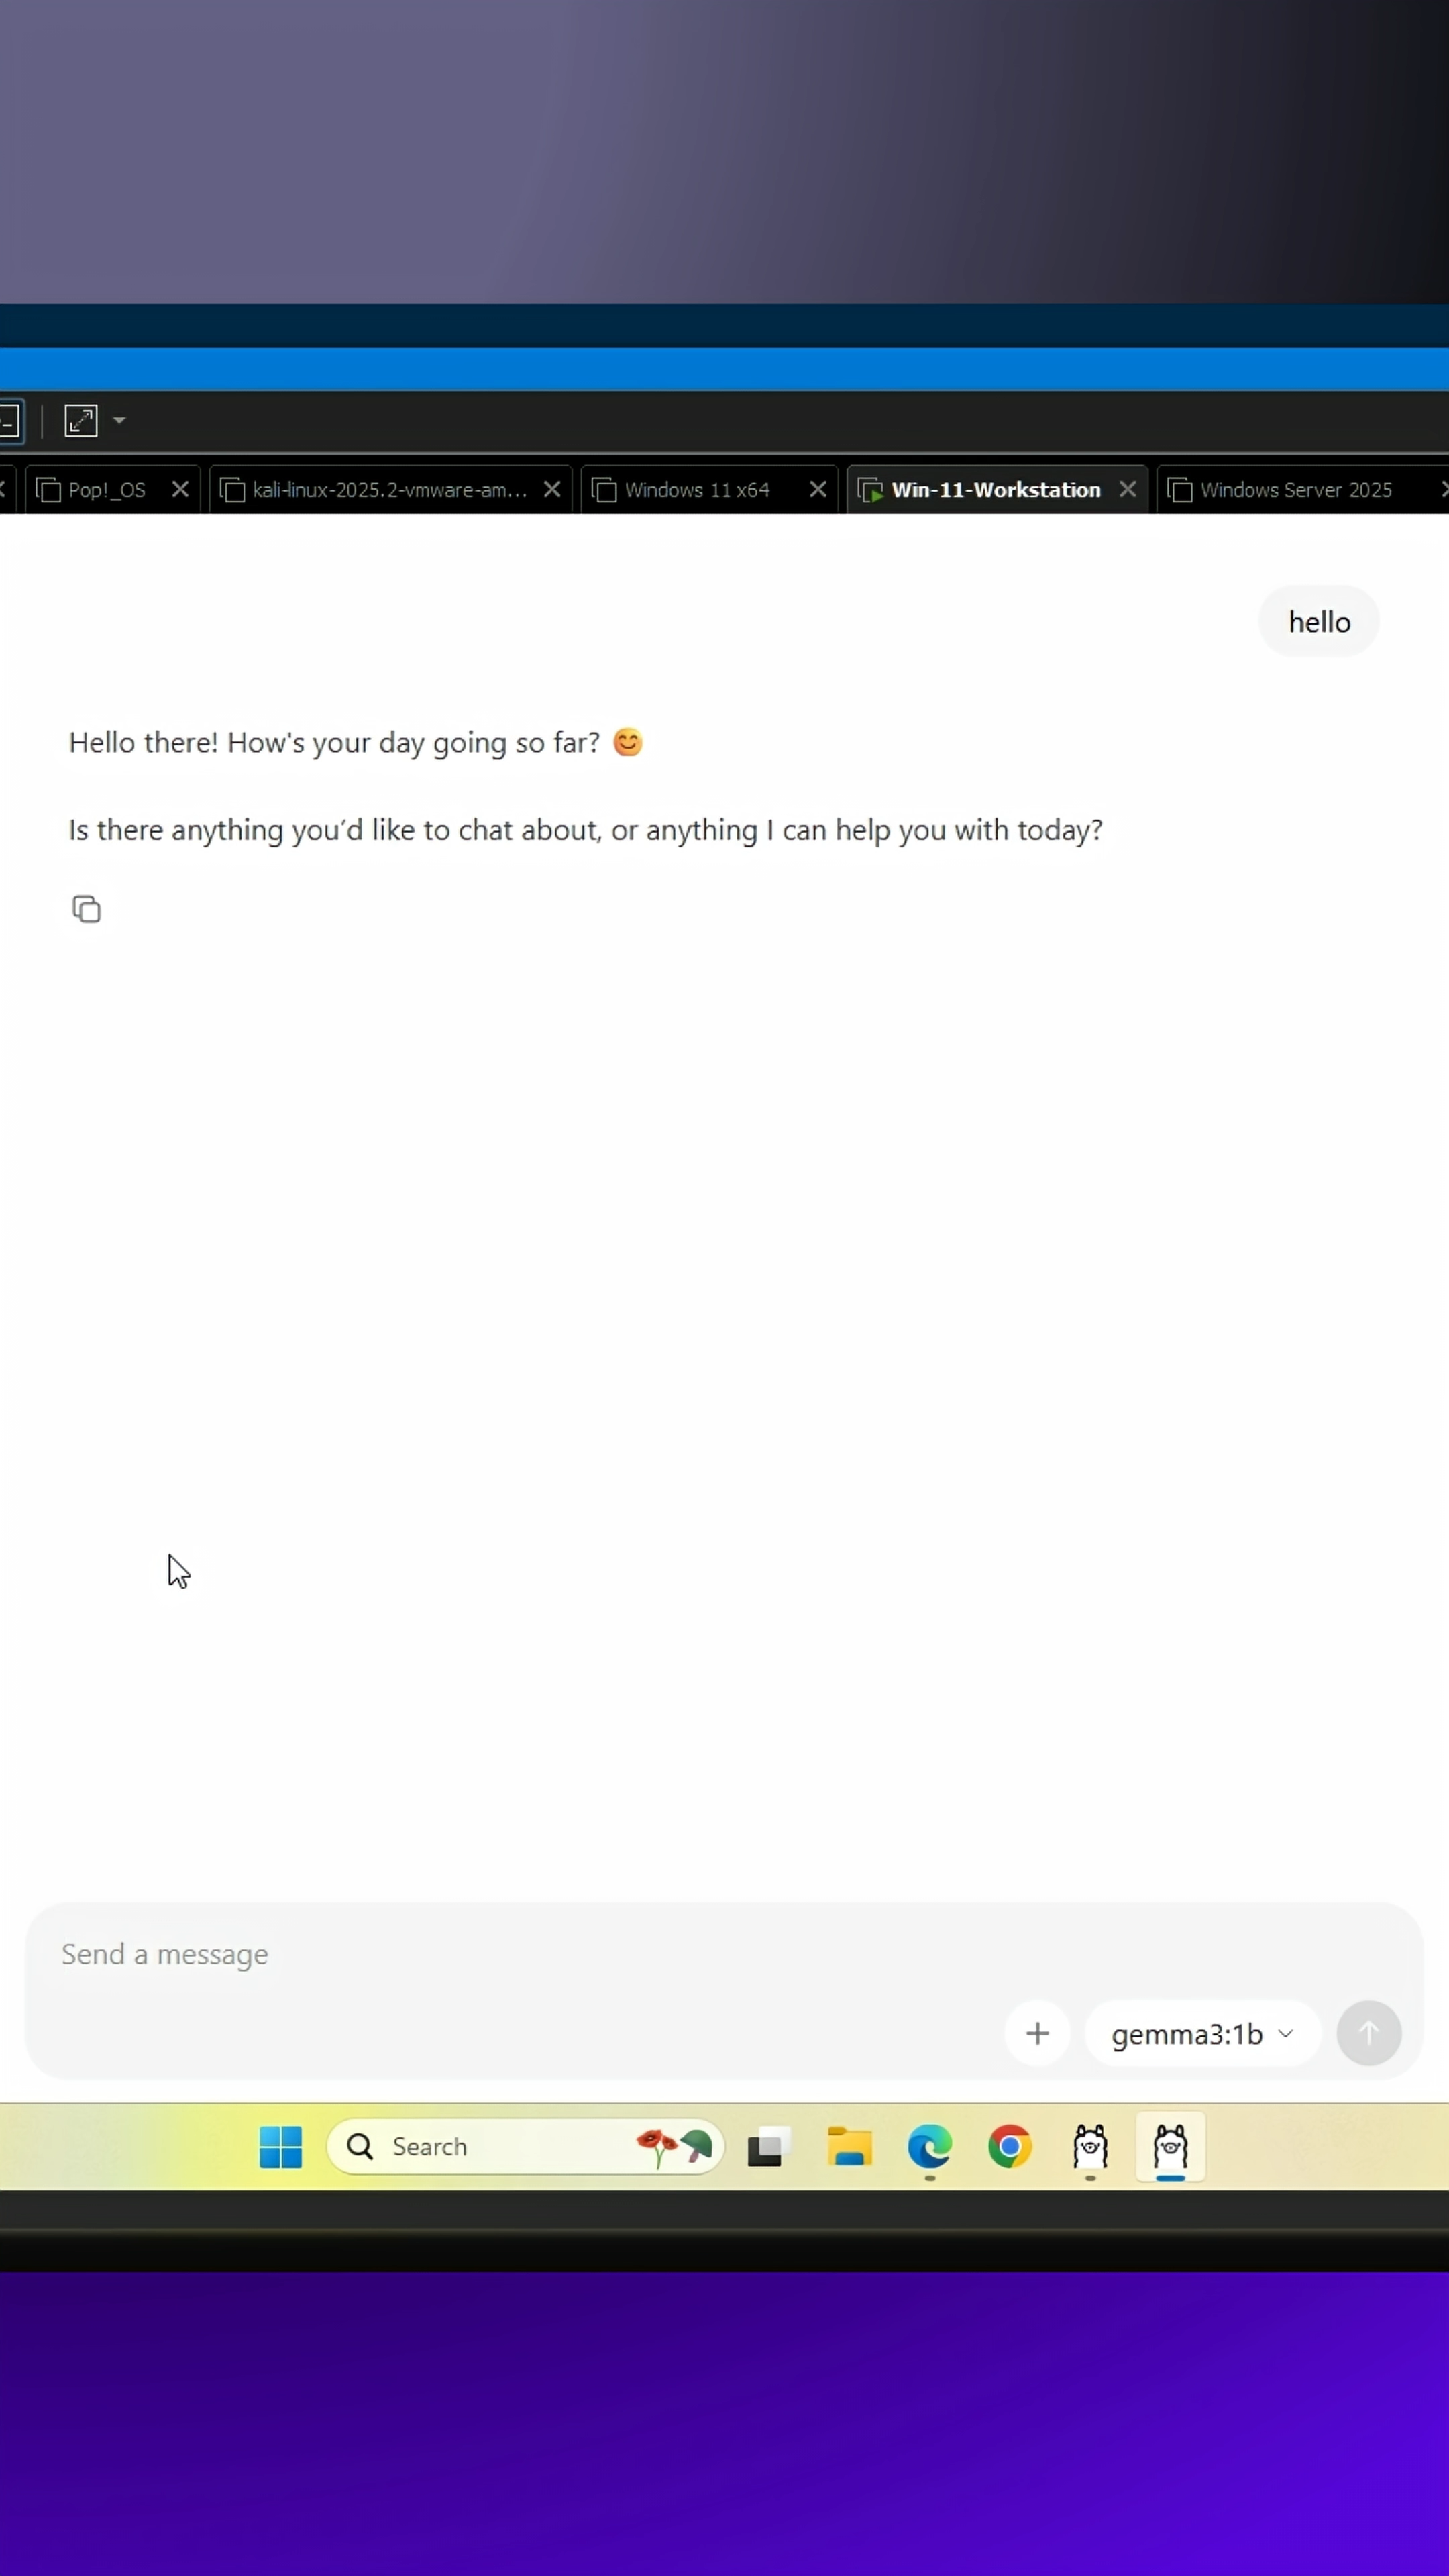 Pop!_OS
kali-linux-2025.2-vmware-am...
Windows 11 x64
Win-11-Workstation
Windows Server 2025
hello
Hello there! How's your day going so far? 😊
Is there anything you’d like to chat about, or anything I can help you with today?
Send a message
gemma3:1b
Search